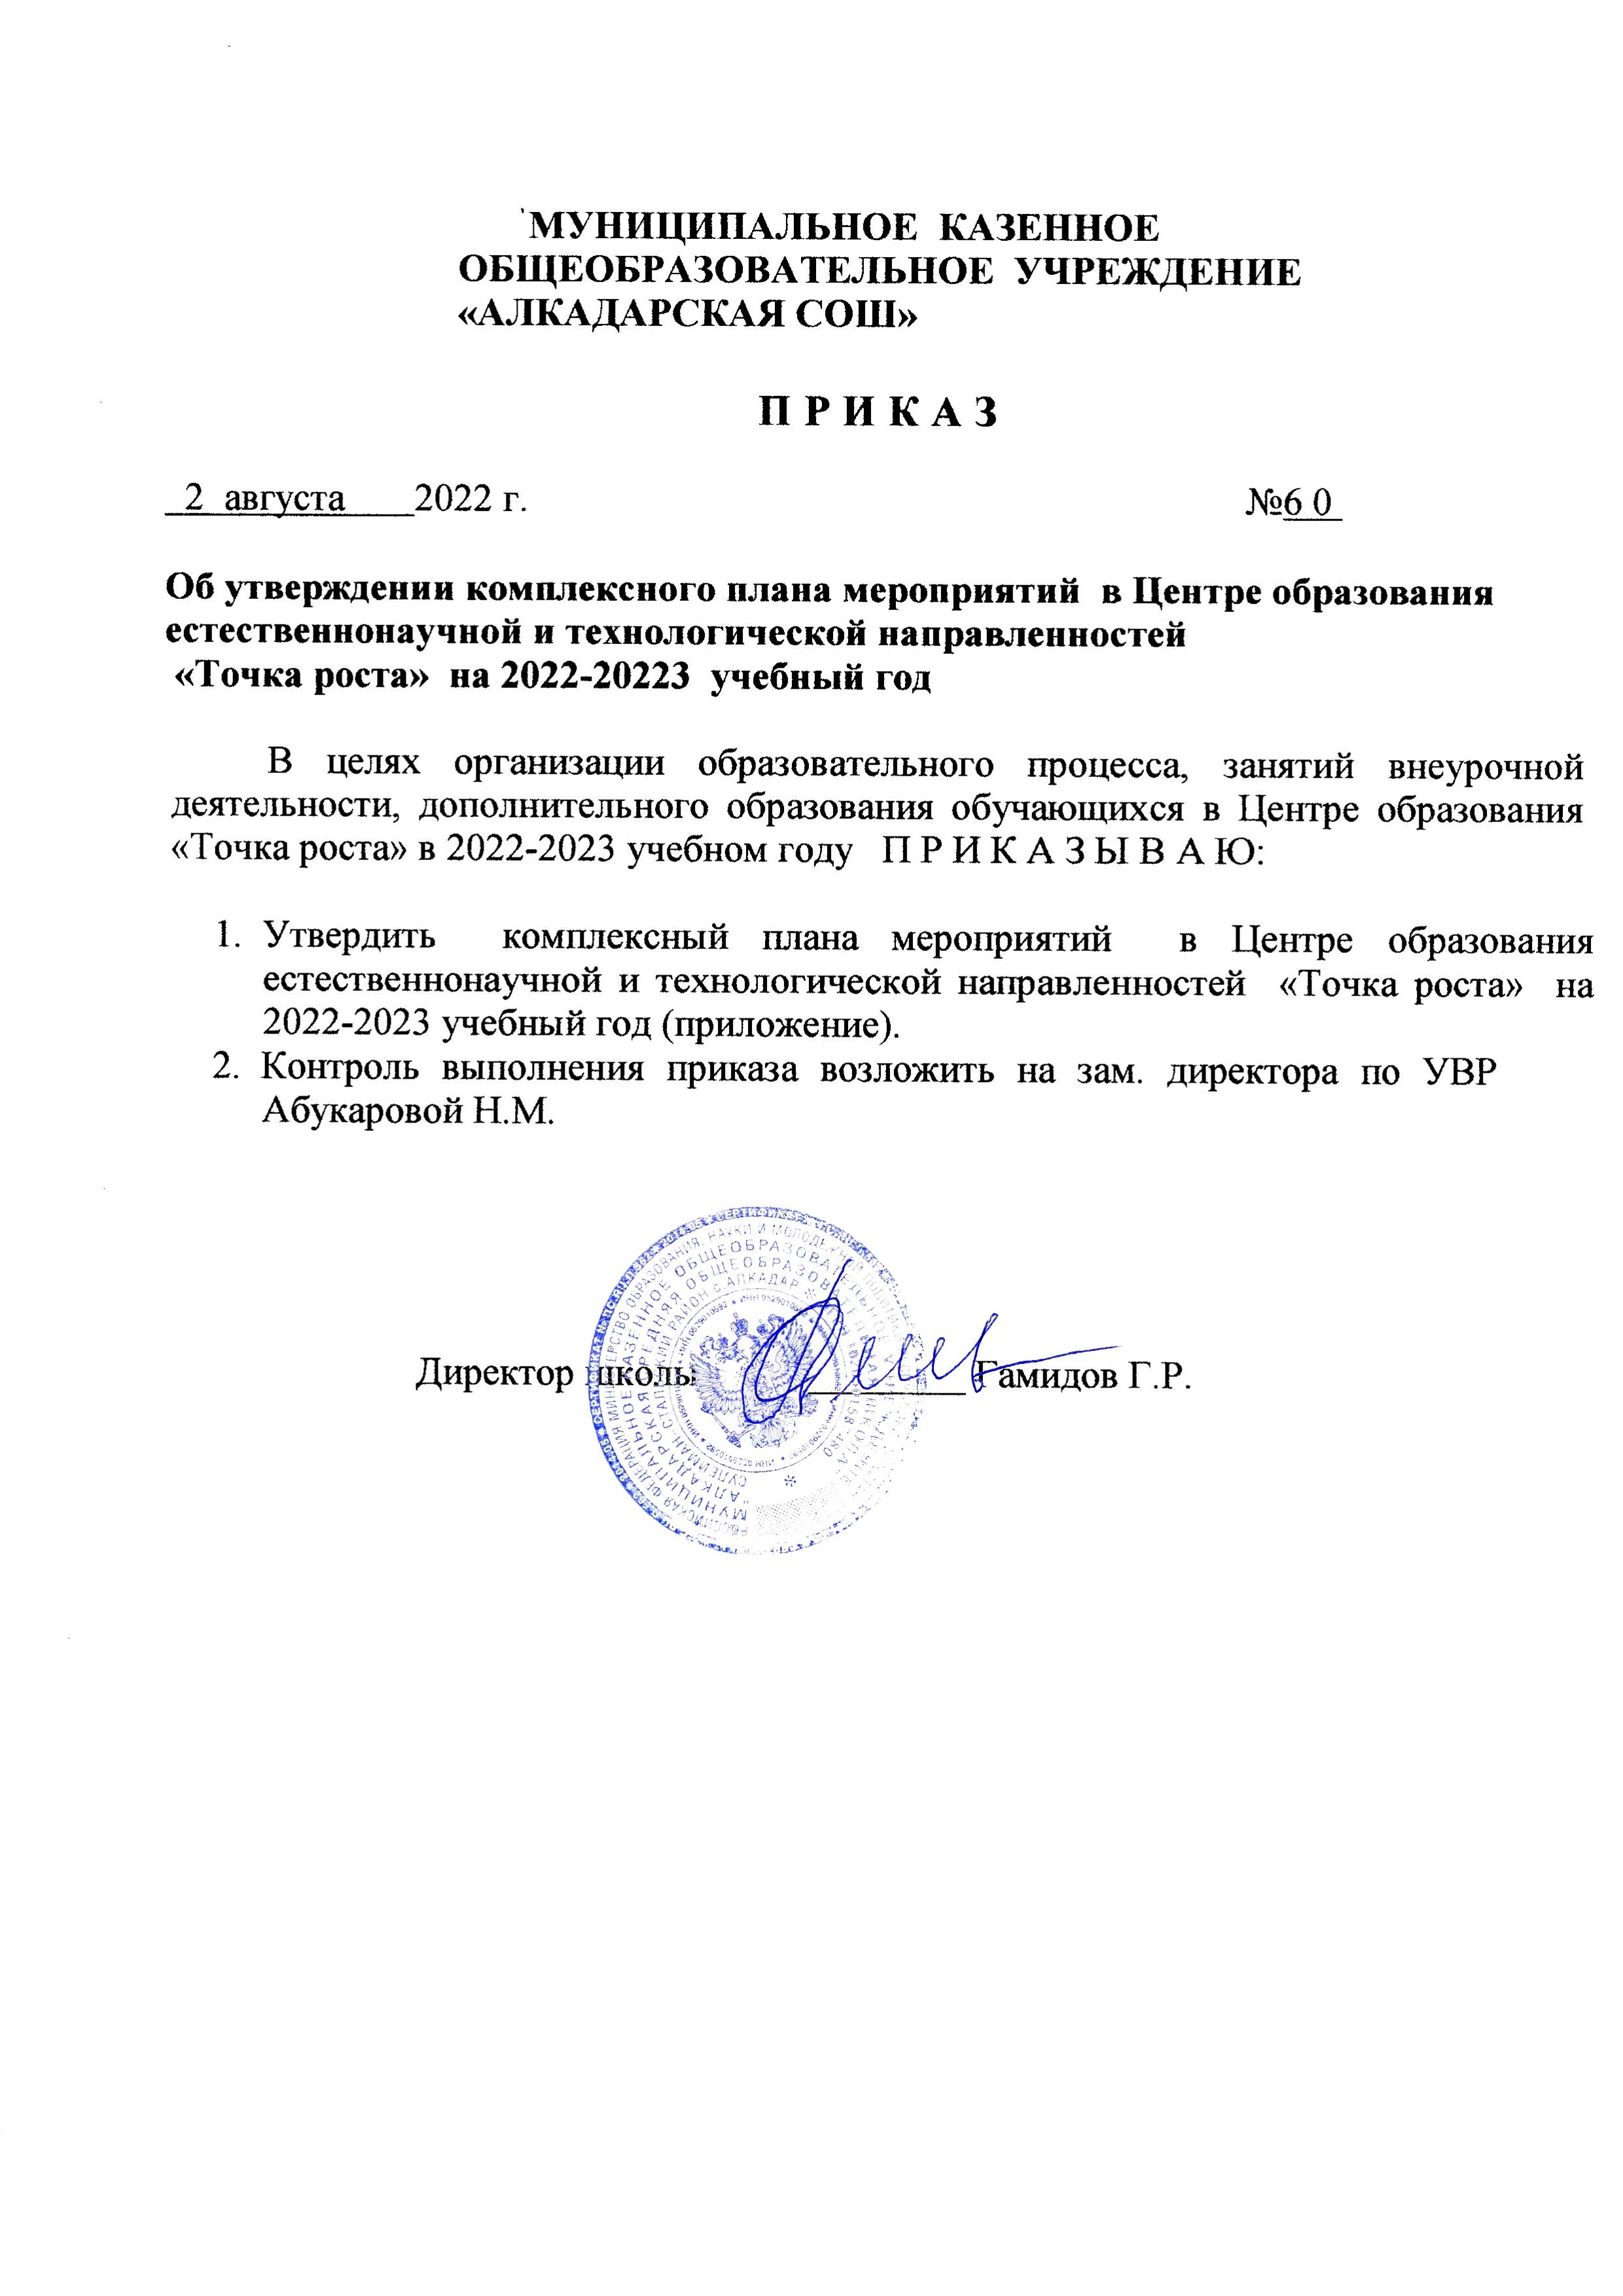 МУНИЦИПАЛЬНОЕ КАЗЕННОЕ
ОБЩЕОБРАЗОВАТЕЛЬНОЕ УЧРЕЖДЕНИЕ
«АЛКАДАРСКАЯ СОШ»
П Р И К А З
2 августа 2022 г. №6 0
Об утверждении комплексного плана мероприятий в Центре образования
естественнонаучной и технологической направленностей
«Точка роста» на 2022-20223 учебный год
В целях организации образовательного процесса, занятий внеурочной
деятельности, дополнительного образования обучающихся в Центре образования
«Точка роста» в 2022-2023 учебном году П Р И К А З Ы В А Ю:
1. Утвердить комплексный плана мероприятий в Центре образования
естественнонаучной и технологической направленностей «Точка роста» на
2022-2023 учебный год (приложение).
2. Контроль выполнения приказа возложить на зам. директора по УВР
Абукаровой Н.М.
Директор школы Гамидов Г.Р.